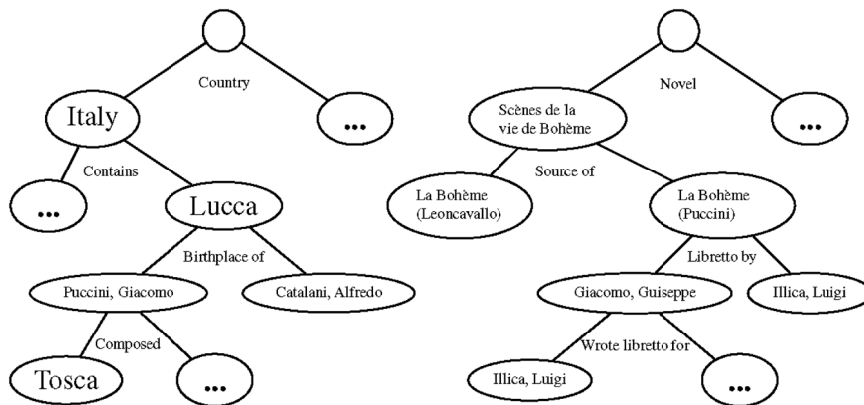 Country
Italy
...
Contains
...
Lucca
Birthplace of
Puccini, Giacomo
Catalani, Alfredo
Composed
Tosca
...
Novel
Scènes de la
vie de Bohème
...
Source of
La Bohème
(Leoncavallo)
La Bohème
(Puccini)
Libretto by
Giacomo, Guiseppe
Illica, Luigi
Wrote libretto for
Illica, Luigi
...